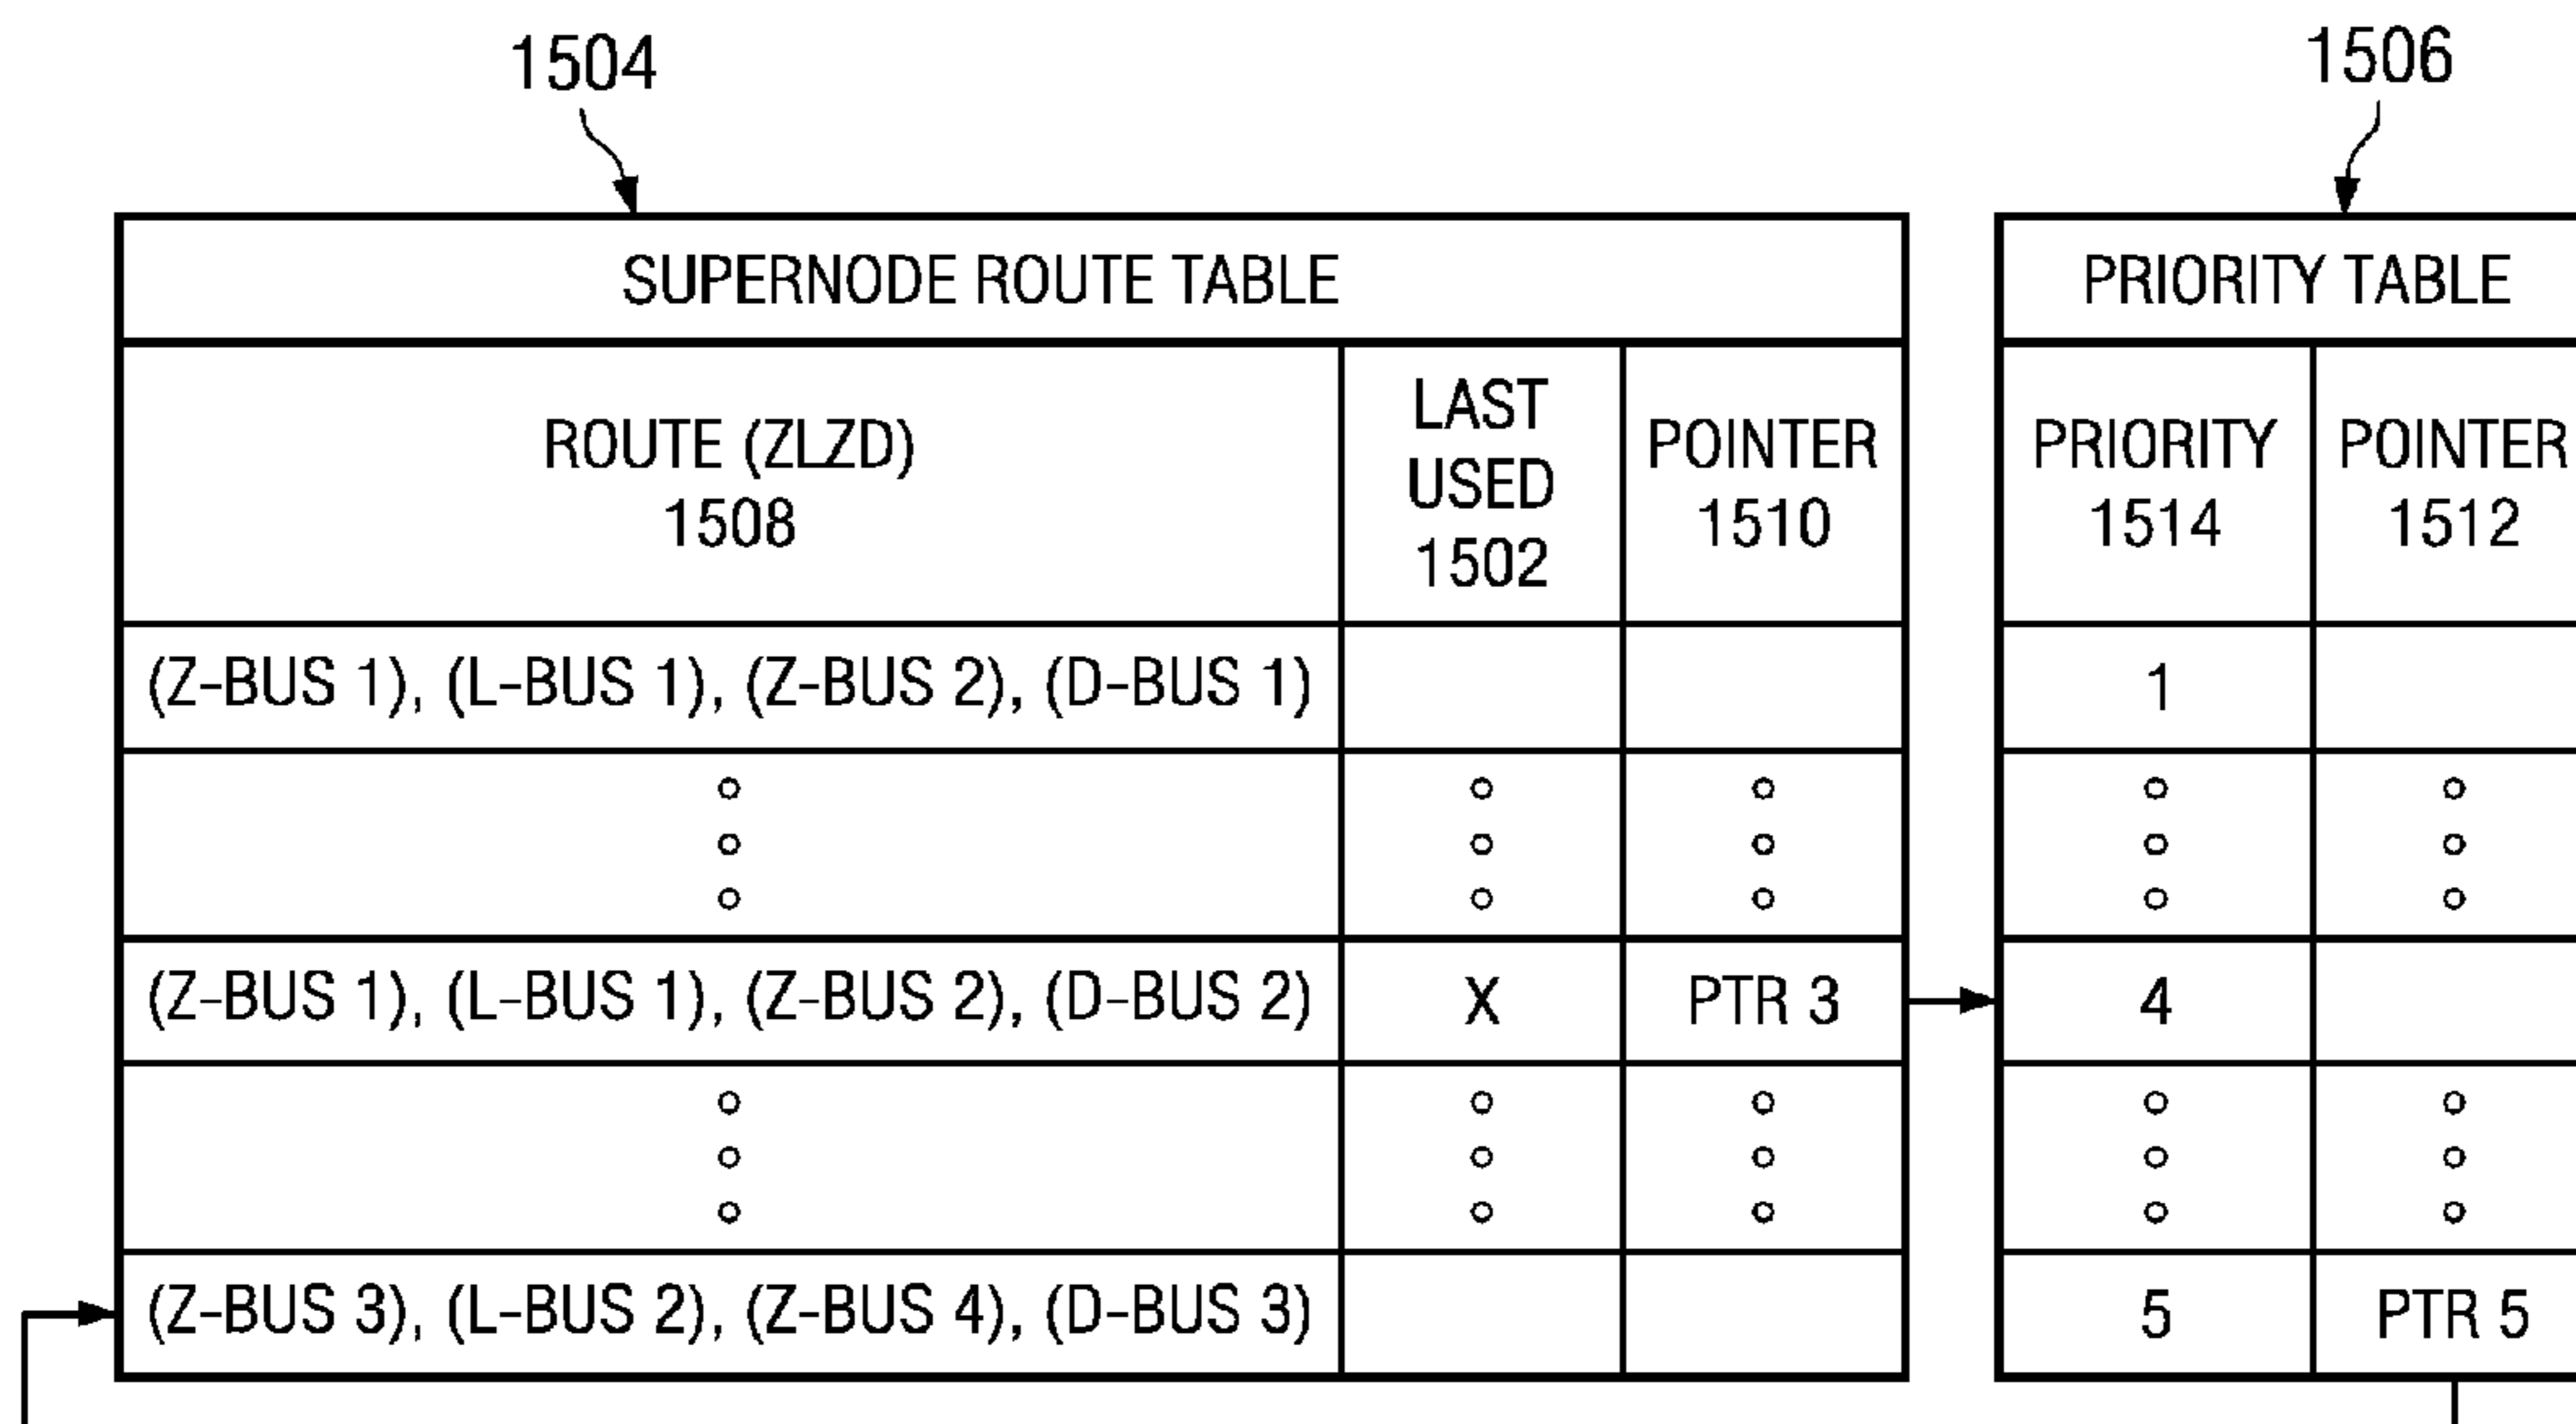 1504
1506
SUPERNODE ROUTE TABLE
ROUTE (ZLZD)
1508
LAST
USED
1502
POINTER
1510
(Z-BUS 1), (L-BUS 1), (Z-BUS 2), (D-BUS 1)
(Z-BUS 1), (L-BUS 1), (Z-BUS 2), (D-BUS 2)
X
PTR 3
(Z-BUS 3), (L-BUS 2), (Z-BUS 4), (D-BUS 3)
PRIORITY TABLE
PRIORITY
1514
POINTER
1512
1
4
5
PTR 5